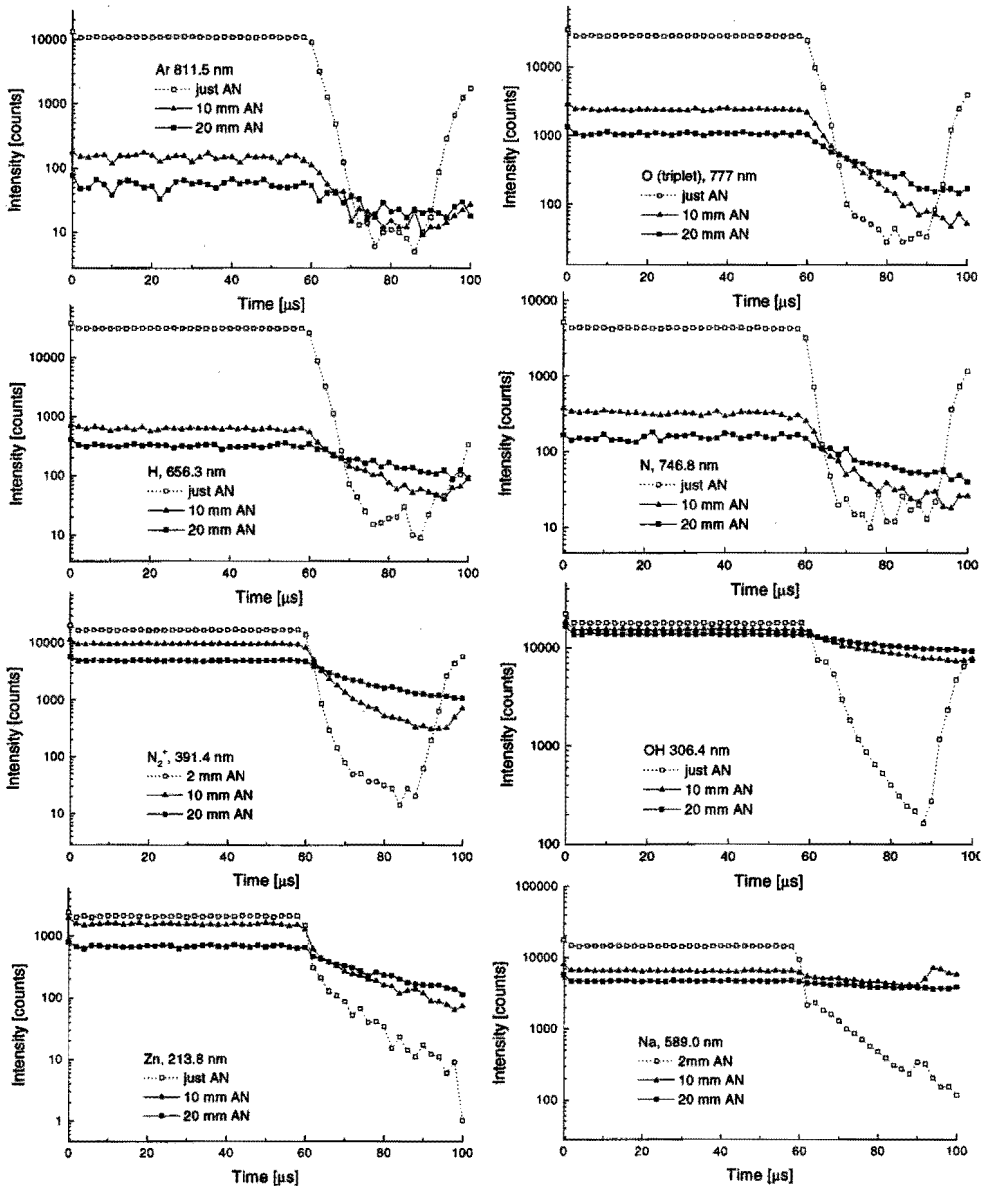 Intensity [counts]
10000
1000
100
10
Ar 811.5 nm
just AN
10 mm AN
20 mm AN
0 20 40 60 80 100
Time [μs]
Intensity [counts]
10000
1000
100
O (triplet), 777 nm
just AN
10 mm AN
20 mm AN
0 20 40 60 80 100
Time [μs]
Intensity [counts]
10000
1000
100
10
H, 656.3 nm
just AN
10 mm AN
20 mm AN
0 20 40 60 80 100
Time [μs]
Intensity [counts]
10000
1000
100
10
N, 746.8 nm
just AN
10 mm AN
20 mm AN
0 20 40 60 80 100
Time [μs]
Intensity [counts]
10000
1000
100
10
N₂⁺, 391.4 nm
2 mm AN
10 mm AN
20 mm AN
0 20 40 60 80 100
Time [μs]
Intensity [counts]
10000
1000
100
OH 306.4 nm
just AN
10 mm AN
20 mm AN
0 20 40 60 80 100
Time [μs]
Intensity [counts]
1000
100
10
1
Zn, 213.8 nm
just AN
10 mm AN
20 mm AN
0 20 40 60 80 100
Time [μs]
Intensity [counts]
100000
10000
1000
100
Na, 589.0 nm
2mm AN
10 mm AN
20 mm AN
0 20 40 60 80 100
Time [μs]